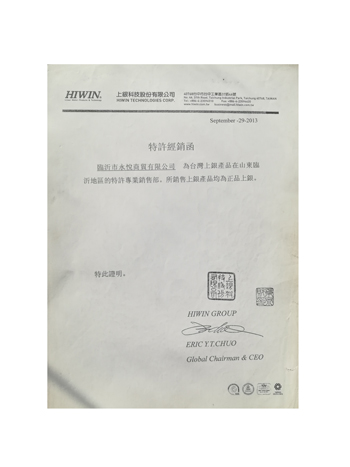 HIWIN®
上銀科技股份有限公司
HIWIN TECHNOLOGIES CORP.
September -29-2013
特許經銷函
臨沂市永悅商貿有限公司 為台灣上銀產品在山東臨
沂地區的特許專業銷售部。所銷售上銀產品均為正品上銀。
特此證明。
HIWIN GROUP
ERIC Y.T.CHUO
Global Chairman & CEO